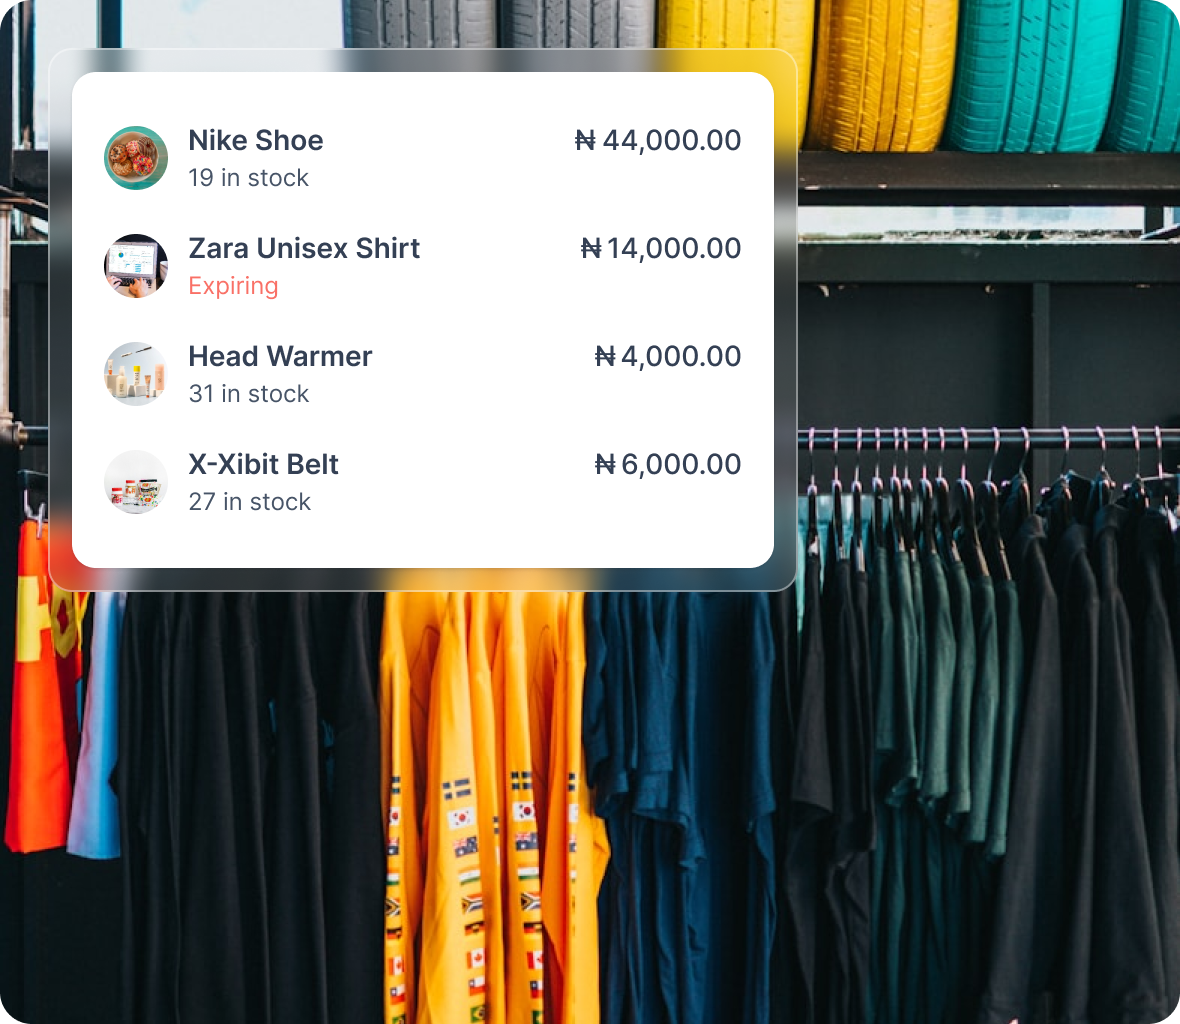 Nike Shoe ₦ 44,000.00
19 in stock
Zara Unisex Shirt ₦ 14,000.00
Expiring
Head Warmer ₦ 4,000.00
31 in stock
X-Xibit Belt ₦ 6,000.00
27 in stock